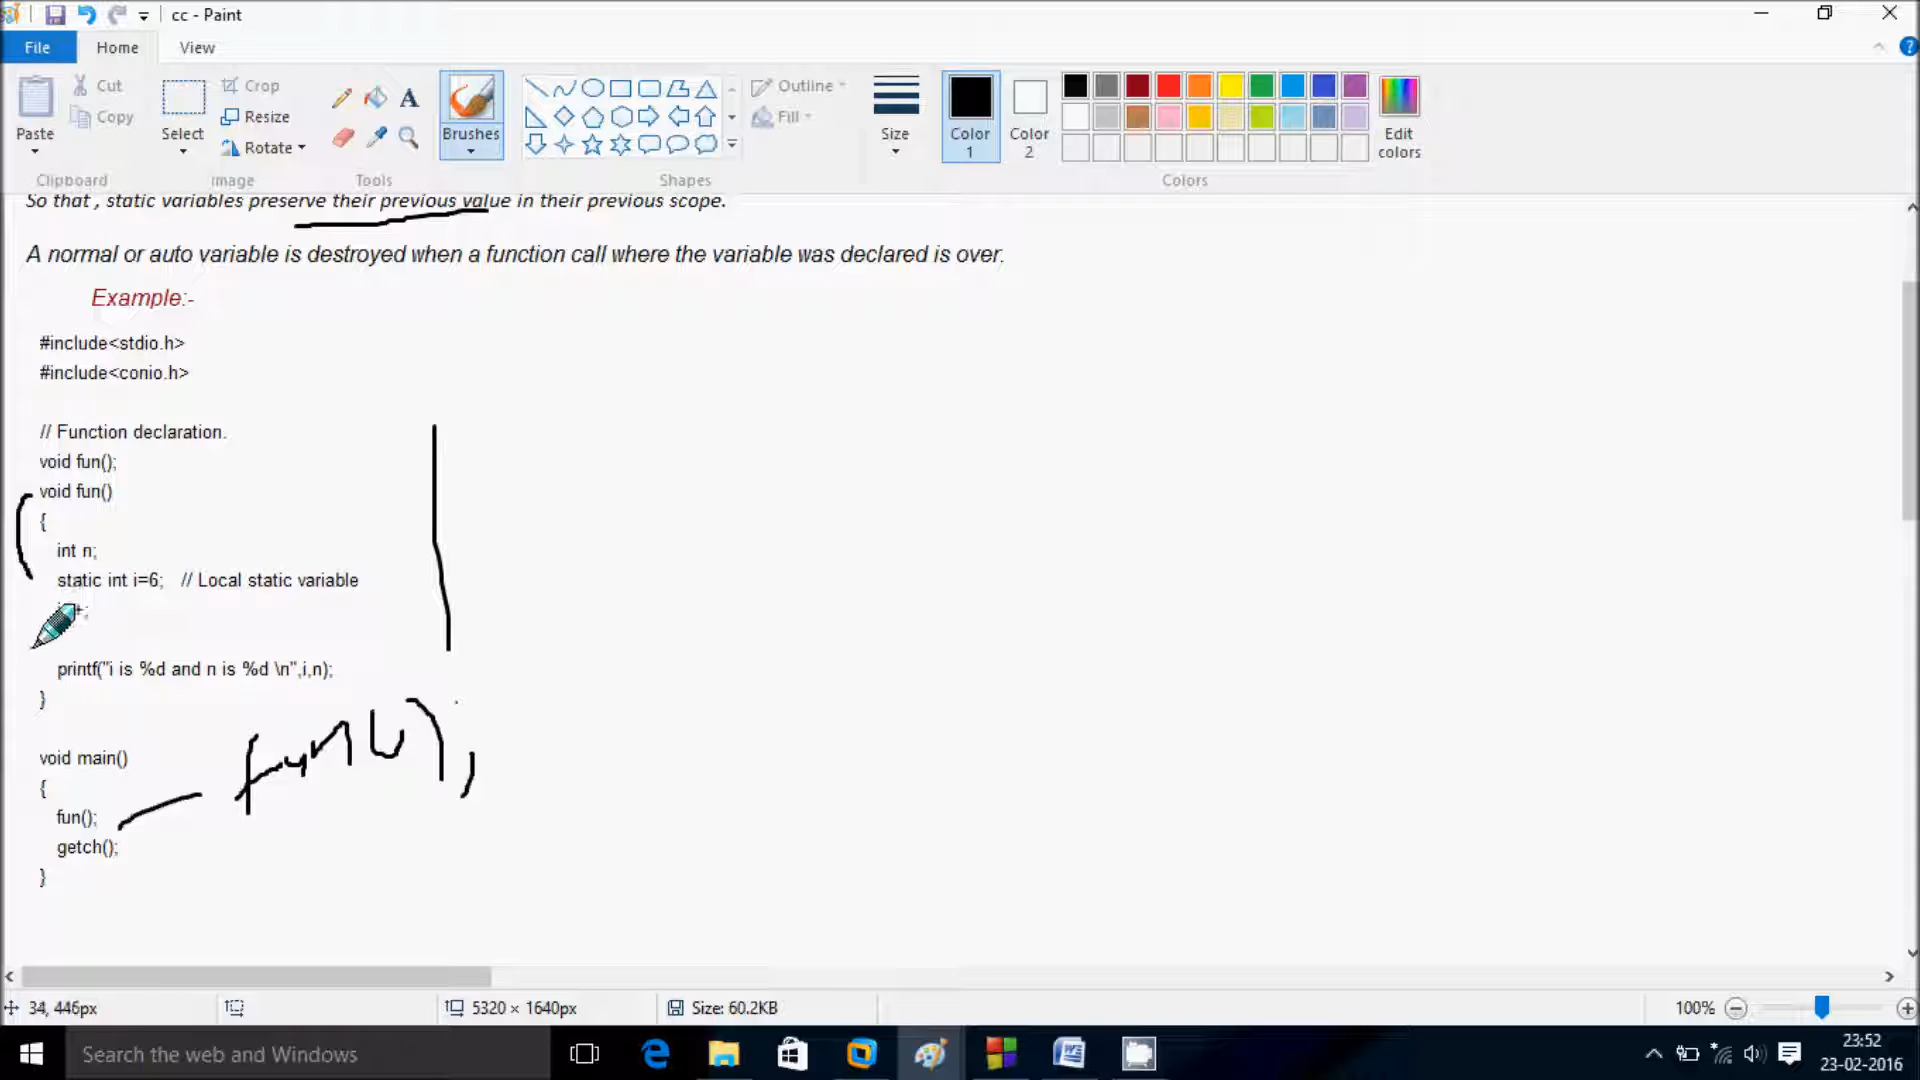 cc - Paint
File Home View
Cut
Copy
Paste
Clipboard
Select
Crop
Resize
Rotate
Image
Tools
Brushes
Outline
Fill
Shapes
Size
Color 1
Color 2
Edit colors
Colors
So that , static variables preserve their previous value in their previous scope.
A normal or auto variable is destroyed when a function call where the variable was declared is over.
Example:-
#include<stdio.h>
#include<conio.h>
// Function declaration.
void fun();
void fun()
{
int n;
static int i=6; // Local static variable
printf("i is %d and n is %d \n",i,n);
}
void main()
{
fun();
getch();
}
34, 446px
5320 × 1640px
Size: 60.2KB
100%
Search the web and Windows
23:52
23-02-2016